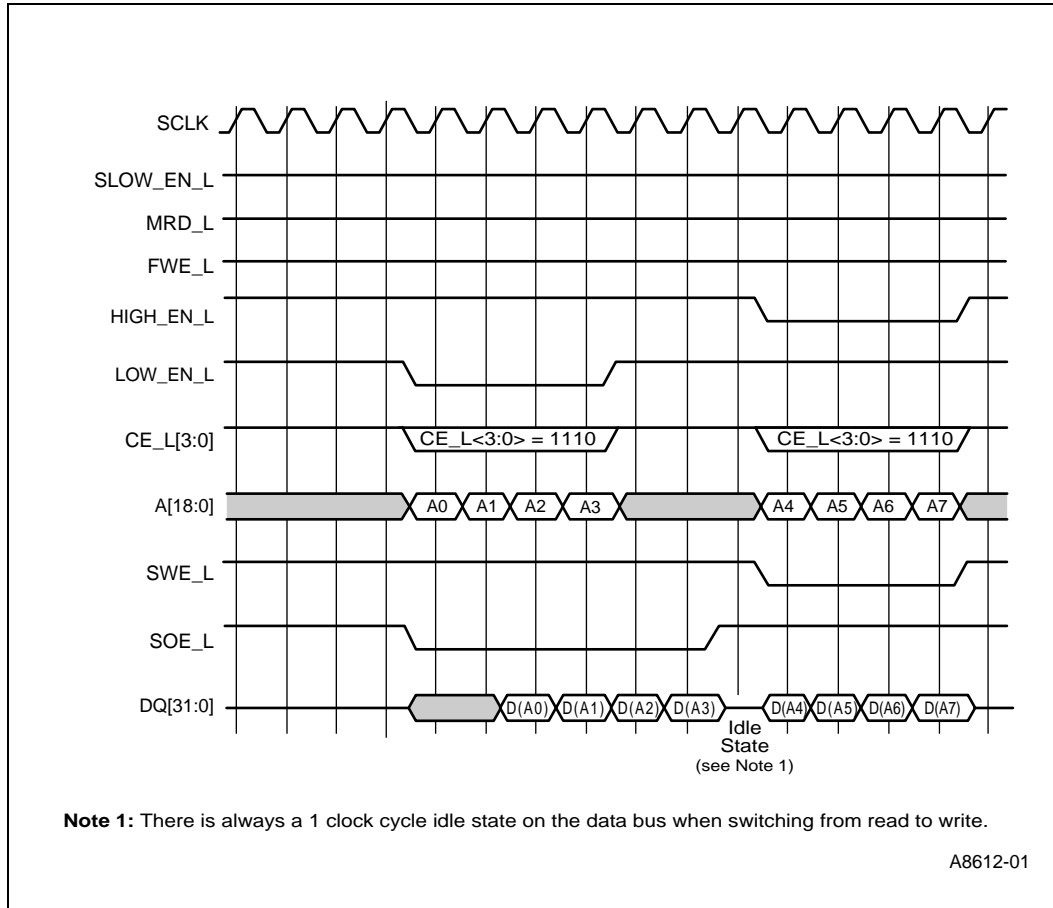 SCLK
SLOW_EN_L
MRD_L
FWE_L
HIGH_EN_L
LOW_EN_L
CE_L[3:0] CE_L<3:0> = 1110 CE_L<3:0> = 1110
A[18:0] A0 A1 A2 A3 A4 A5 A6 A7
SWE_L
SOE_L
DQ[31:0] D(A0) D(A1) D(A2) D(A3) D(A4) D(A5) D(A6) D(A7)
Idle
State
(see Note 1)
Note 1: There is always a 1 clock cycle idle state on the data bus when switching from read to write.
A8612-01